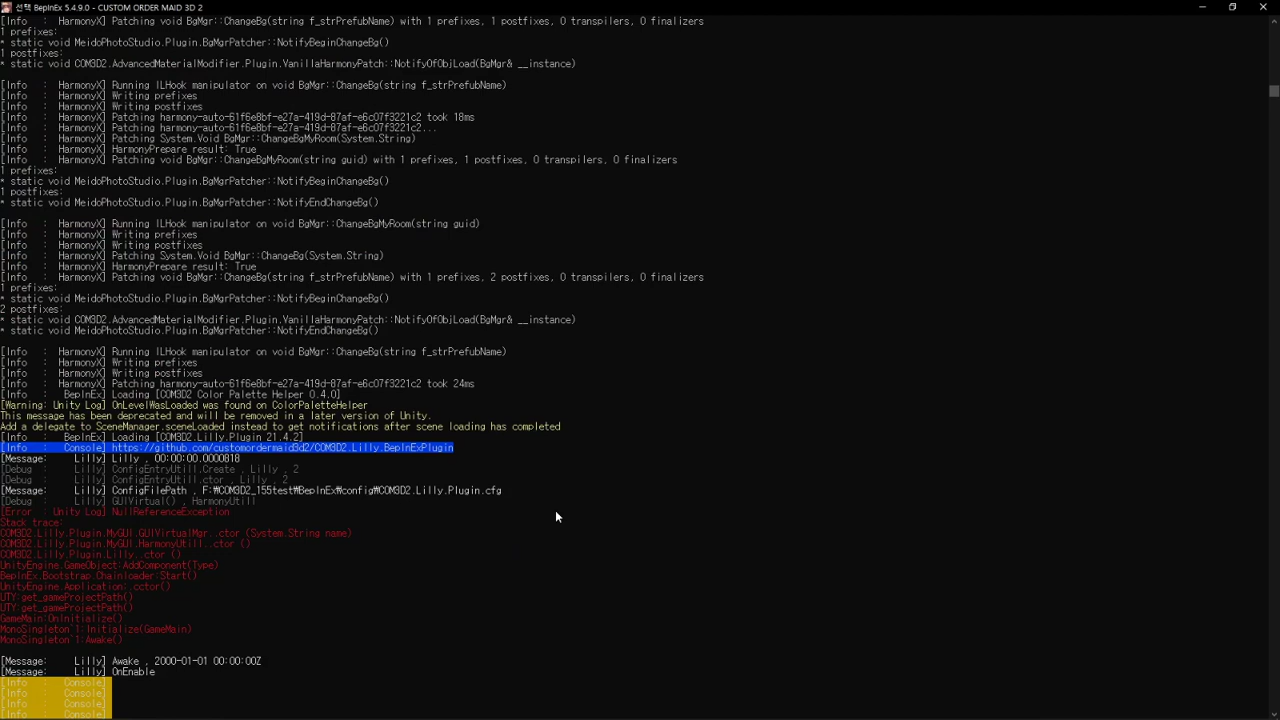 선택 BepInEx 5.4.9.0 - CUSTOM ORDER MAID 3D 2
[Info   :   HarmonyX] Patching void BgMgr::ChangeBg(string f_strPrefubName) with 1 prefixes, 1 postfixes, 0 transpilers, 0 finalizers
1 prefixes:
* static void MeidoPhotoStudio.Plugin.BgMgrPatcher::NotifyBeginChangeBg()
1 postfixes:
* static void COM3D2.AdvancedMaterialModifier.Plugin.VanillaHarmonyPatch::NotifyOfObjLoad(BgMgr& __instance)
[Info   :   HarmonyX] Running ILHook manipulator on void BgMgr::ChangeBg(string f_strPrefubName)
[Info   :   HarmonyX] Writing prefixes
[Info   :   HarmonyX] Writing postfixes
[Info   :   HarmonyX] Patching harmony-auto-61f6e8bf-e27a-419d-87af-e6c07f3221c2 took 18ms
[Info   :   HarmonyX] Patching harmony-auto-61f6e8bf-e27a-419d-87af-e6c07f3221c2...
[Info   :   HarmonyX] Patching System.Void BgMgr::ChangeBgMyRoom(System.String)
[Info   :   HarmonyX] HarmonyPrepare result: True
[Info   :   HarmonyX] Patching void BgMgr::ChangeBgMyRoom(string guid) with 1 prefixes, 1 postfixes, 0 transpilers, 0 finalizers
1 prefixes:
* static void MeidoPhotoStudio.Plugin.BgMgrPatcher::NotifyBeginChangeBg()
1 postfixes:
* static void MeidoPhotoStudio.Plugin.BgMgrPatcher::NotifyEndChangeBg()
[Info   :   HarmonyX] Running ILHook manipulator on void BgMgr::ChangeBgMyRoom(string guid)
[Info   :   HarmonyX] Writing prefixes
[Info   :   HarmonyX] Writing postfixes
[Info   :   HarmonyX] Patching System.Void BgMgr::ChangeBg(System.String)
[Info   :   HarmonyX] HarmonyPrepare result: True
[Info   :   HarmonyX] Patching void BgMgr::ChangeBg(string f_strPrefubName) with 1 prefixes, 2 postfixes, 0 transpilers, 0 finalizers
1 prefixes:
* static void MeidoPhotoStudio.Plugin.BgMgrPatcher::NotifyBeginChangeBg()
2 postfixes:
* static void COM3D2.AdvancedMaterialModifier.Plugin.VanillaHarmonyPatch::NotifyOfObjLoad(BgMgr& __instance)
* static void MeidoPhotoStudio.Plugin.BgMgrPatcher::NotifyEndChangeBg()
[Info   :   HarmonyX] Running ILHook manipulator on void BgMgr::ChangeBg(string f_strPrefubName)
[Info   :   HarmonyX] Writing prefixes
[Info   :   HarmonyX] Writing postfixes
[Info   :   HarmonyX] Patching harmony-auto-61f6e8bf-e27a-419d-87af-e6c07f3221c2 took 24ms
[Info   :    BepInEx] Loading [COM3D2 Color Palette Helper 0.4.0]
[Warning: Unity Log] OnLevelWasLoaded was found on ColorPaletteHelper
This message has been deprecated and will be removed in a later version of Unity.
Add a delegate to SceneManager.sceneLoaded instead to get notifications after scene loading has completed
[Info   :    BepInEx] Loading [COM3D2.Lilly.Plugin 21.4.2]
[Info   :    Console] https://github.com/customordermaid3d2/COM3D2.Lilly.BepInExPlugin
[Message:      Lilly] Lilly , 00:00:00.0000818
[Debug  :      Lilly] ConfigEntryUtill.Create , Lilly , 2
[Debug  :      Lilly] ConfigEntryUtill.ctor , Lilly , 2
[Message:      Lilly] ConfigFilePath , F:₩COM3D2_155test₩BepInEx₩config₩COM3D2.Lilly.Plugin.cfg
[Debug  :      Lilly] GUIVirtual() , HarmonyUtill
[Error  : Unity Log] NullReferenceException
Stack trace:
COM3D2.Lilly.Plugin.MyGUI.GUIVirtualMgr..ctor (System.String name)
COM3D2.Lilly.Plugin.MyGUI.HarmonyUtill..ctor ()
COM3D2.Lilly.Plugin.Lilly..ctor ()
UnityEngine.GameObject:AddComponent(Type)
BepInEx.Bootstrap.Chainloader:Start()
UnityEngine.Application:.cctor()
UTY:get_gameProjectPath()
UTY:get_gameProjectPath()
GameMain:OnInitialize()
MonoSingleton`1:Initialize(GameMain)
MonoSingleton`1:Awake()
[Message:      Lilly] Awake , 2000-01-01 00:00:00Z
[Message:      Lilly] OnEnable
[Info   :    Console]
[Info   :    Console]
[Info   :    Console]
[Info   :    Console]